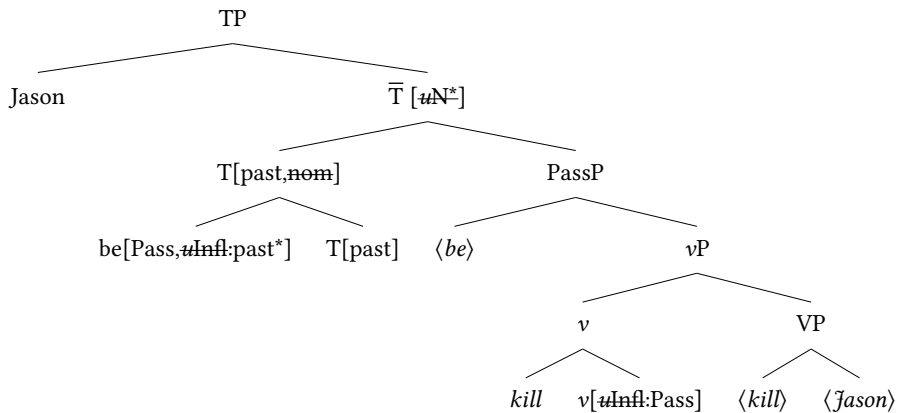 TP
Jason T̅ [uN*]
T[past,nom] PassP
be[Pass,uInfl:past*] T[past] ⟨be⟩ vP
v VP
kill v[uInfl:Pass] ⟨kill⟩ ⟨Jason⟩